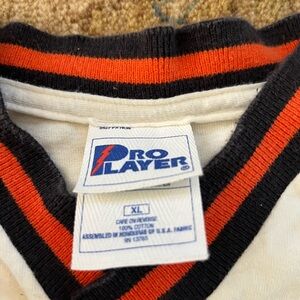 PRO
PLAYER®
XL
CARE ON REVERSE
100% COTTON
ASSEMBLED IN HONDURAS OF U.S.A. FABRIC
RN 13765